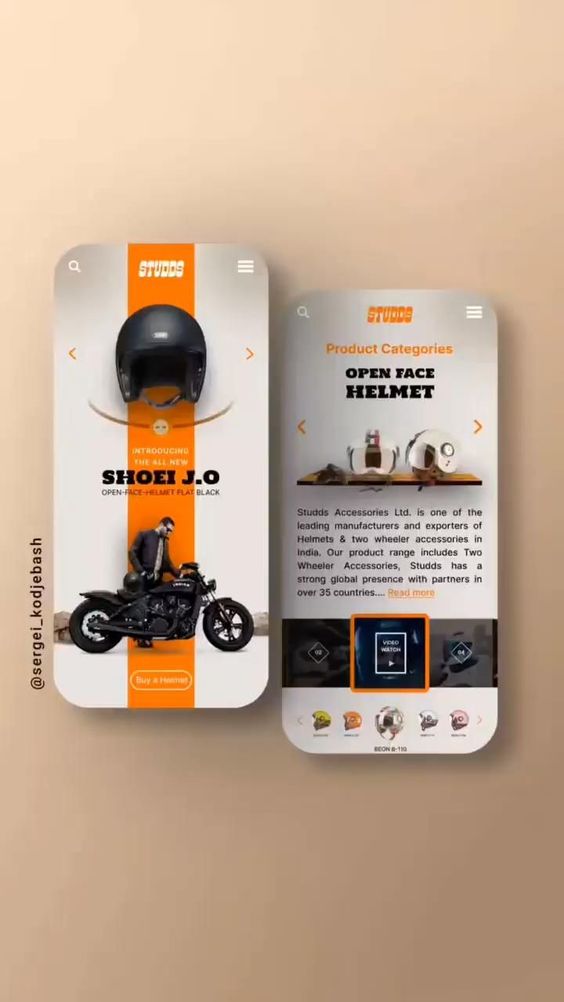 @sergei_kodjebash
STUDDS
INTRODUCING
THE ALL NEW
SHOEI J.O
OPEN-FACE-HELMET FLAT BLACK
INDIAN
Buy a Helmet
STUDDS
Product Categories
OPEN FACE
HELMET
Studds Accessories Ltd. is one of the
leading manufacturers and exporters of
Helmets & two wheeler accessories in
India. Our product range includes Two
Wheeler Accessories, Studds has a
strong global presence with partners in
over 35 countries.... Read more
02
VIDEO
WATCH
04
BEON B-110